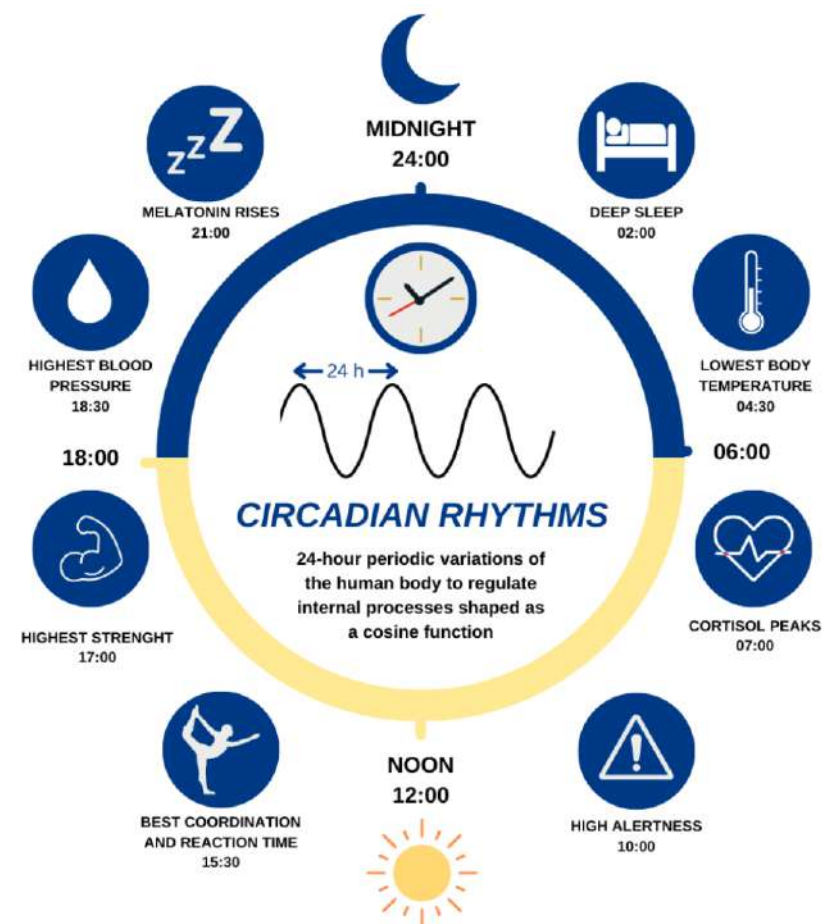 MIDNIGHT
24:00
zzZ
MELATONIN RISES
21:00
DEEP SLEEP
02:00
HIGHEST BLOOD
PRESSURE
18:30
LOWEST BODY
TEMPERATURE
04:30
24 h
18:00
06:00
CIRCADIAN RHYTHMS
24-hour periodic variations of
the human body to regulate
internal processes shaped as
a cosine function
HIGHEST STRENGHT
17:00
CORTISOL PEAKS
07:00
NOON
12:00
BEST COORDINATION
AND REACTION TIME
15:30
HIGH ALERTNESS
10:00